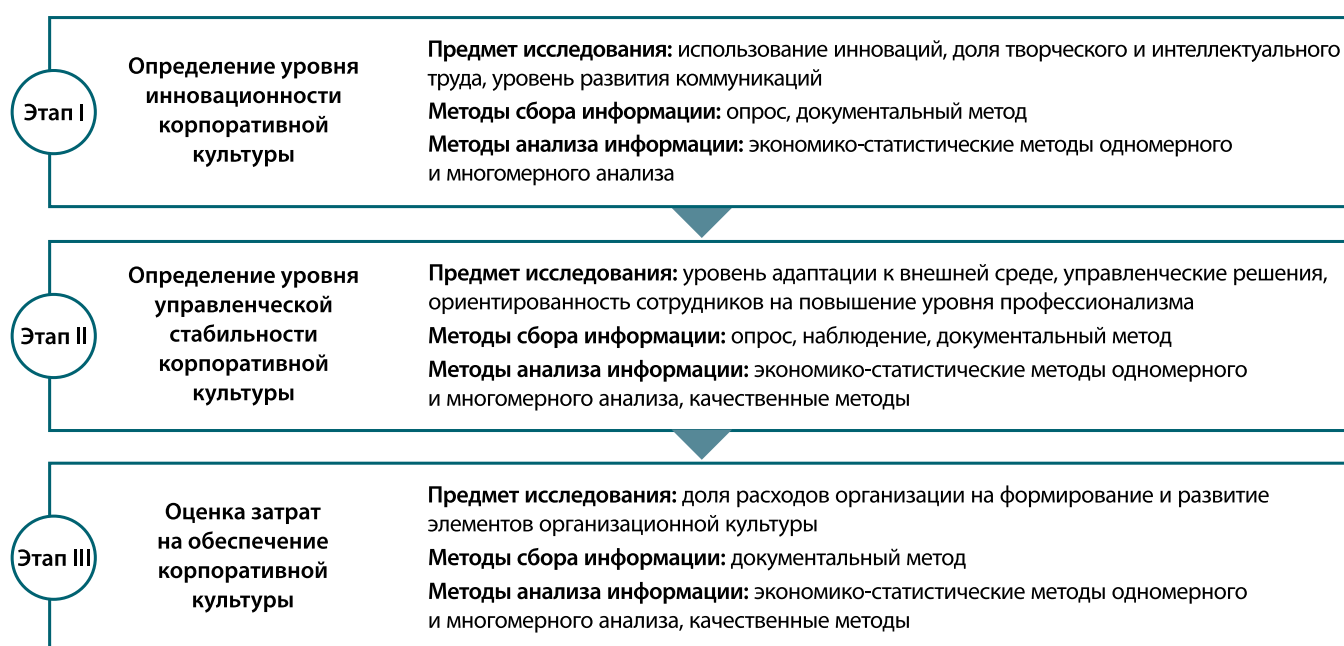 Этап I
Определение уровня
инновационности
корпоративной
культуры
Предмет исследования: использование инноваций, доля творческого и интеллектуального
труда, уровень развития коммуникаций
Методы сбора информации: опрос, документальный метод
Методы анализа информации: экономико-статистические методы одномерного
и многомерного анализа
Этап II
Определение уровня
управленческой
стабильности
корпоративной
культуры
Предмет исследования: уровень адаптации к внешней среде, управленческие решения,
ориентированность сотрудников на повышение уровня профессионализма
Методы сбора информации: опрос, наблюдение, документальный метод
Методы анализа информации: экономико-статистические методы одномерного
и многомерного анализа, качественные методы
Этап III
Оценка затрат
на обеспечение
корпоративной
культуры
Предмет исследования: доля расходов организации на формирование и развитие
элементов организационной культуры
Методы сбора информации: документальный метод
Методы анализа информации: экономико-статистические методы одномерного
и многомерного анализа, качественные методы